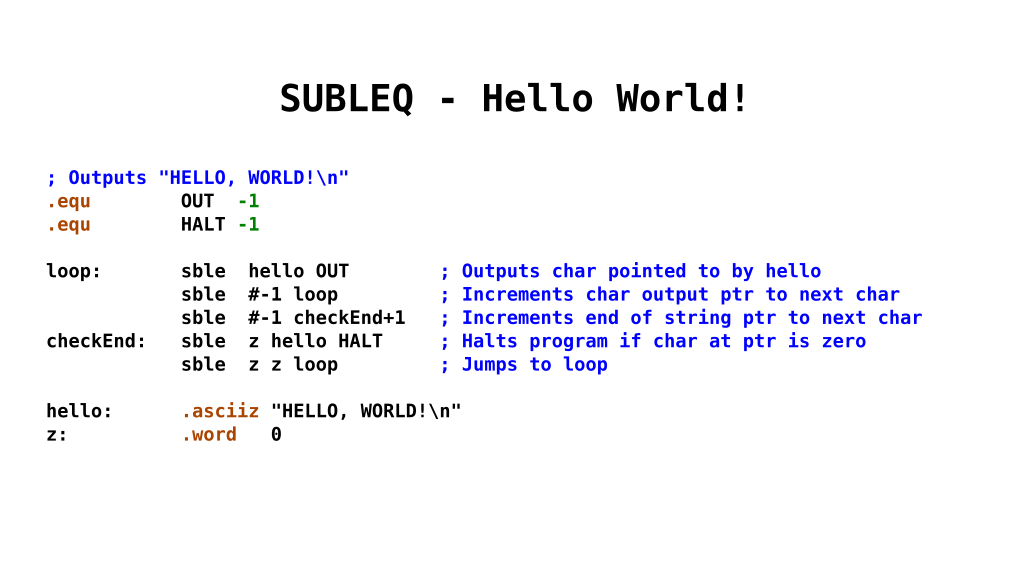 SUBLEQ - Hello World!
; Outputs "HELLO, WORLD!\n"
.equ        OUT  -1
.equ        HALT -1
loop:       sble  hello OUT        ; Outputs char pointed to by hello
            sble  #-1 loop         ; Increments char output ptr to next char
            sble  #-1 checkEnd+1   ; Increments end of string ptr to next char
checkEnd:   sble  z hello HALT     ; Halts program if char at ptr is zero
            sble  z z loop         ; Jumps to loop
hello:      .asciiz "HELLO, WORLD!\n"
z:          .word   0